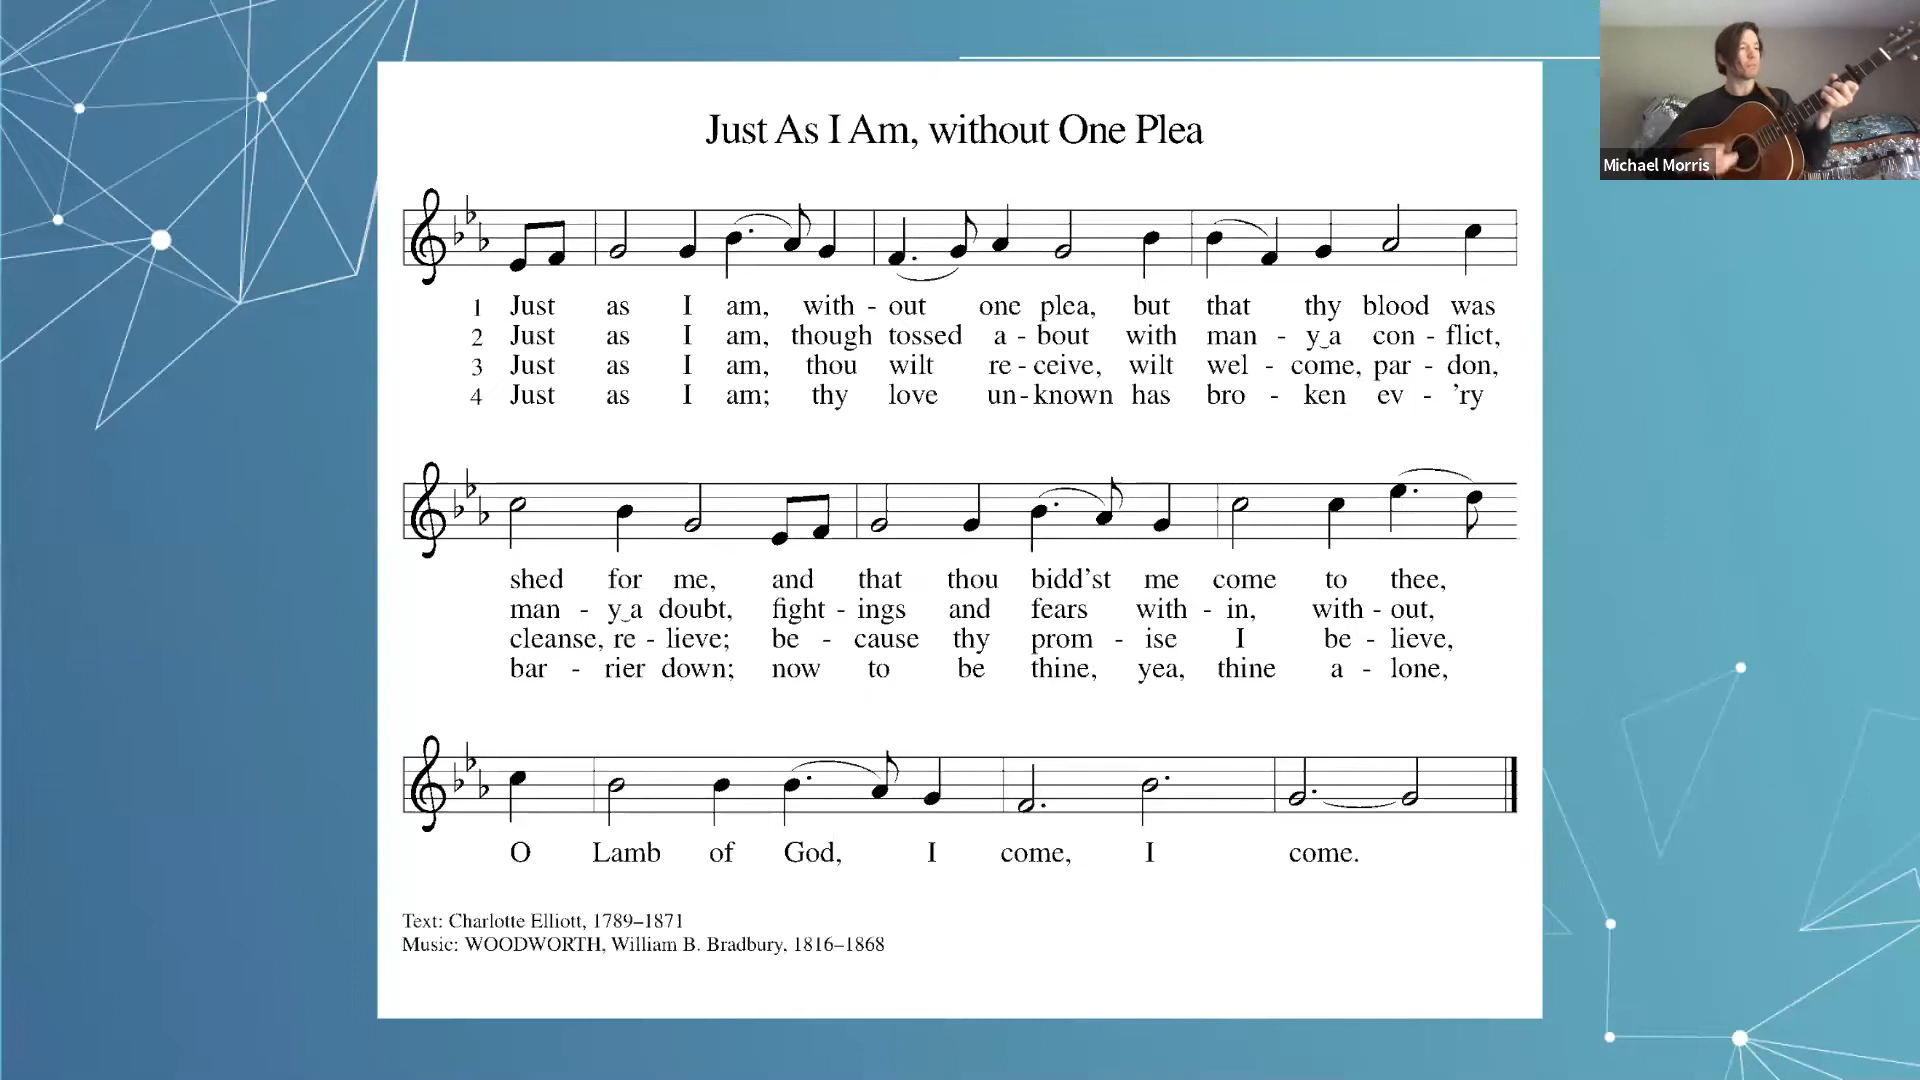 Just As I Am, without One Plea
Michael Morris
1 Just as I am, with - out one plea, but that thy blood was
2 Just as I am, though tossed a - bout with man - y a con - flict,
3 Just as I am, thou wilt re - ceive, wilt wel - come, par - don,
4 Just as I am; thy love un - known has bro - ken ev - 'ry
shed for me, and that thou bidd'st me come to thee,
man - y a doubt, fight - ings and fears with - in, with - out,
cleanse, re - lieve; be - cause thy prom - ise I be - lieve,
bar - rier down; now to be thine, yea, thine a - lone,
O Lamb of God, I come, I come.
Text: Charlotte Elliott, 1789–1871
Music: WOODWORTH, William B. Bradbury, 1816–1868